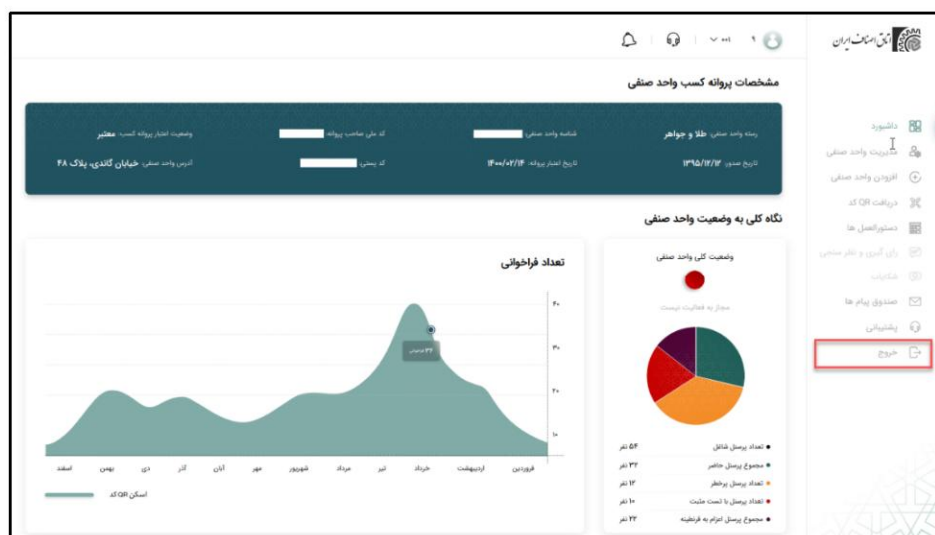 اتاق اصناف ایران
داشبورد
مدیریت واحد صنفی
افزودن واحد صنفی
دریافت QR کد
دستورالعمل ها
رای گیری و نظر سنجی
شکایات
صندوق پیام ها
پشتیبانی
خروج
مشخصات پروانه کسب واحد صنفی
رسته واحد صنفی: طلا و جواهر
شناسه واحد صنفی:
کد ملی صاحب پروانه:
وضعیت اعتبار پروانه کسب: معتبر
تاریخ صدور: ۱۳۹۵/۱۲/۱۲
تاریخ اعتبار پروانه: ۱۴۰۰/۰۲/۱۴
کد پستی:
آدرس واحد صنفی: خیابان گاندی، پلاک ۴۸
نگاه کلی به وضعیت واحد صنفی
وضعیت کلی واحد صنفی
مجاز به فعالیت نیست
تعداد پرسنل شاغل ۵۴ نفر
مجموع پرسنل حاضر ۳۲ نفر
تعداد پرسنل پرخطر ۱۲ نفر
تعداد پرسنل با تست مثبت ۱۰ نفر
مجموع پرسنل اعزام به قرنطینه ۲۲ نفر
تعداد فراخوانی
۴۰
۳۰
۲۰
۱۰
فروردین اردیبهشت خرداد تیر مرداد شهریور مهر آبان آذر دی بهمن اسفند
اسکن QR کد